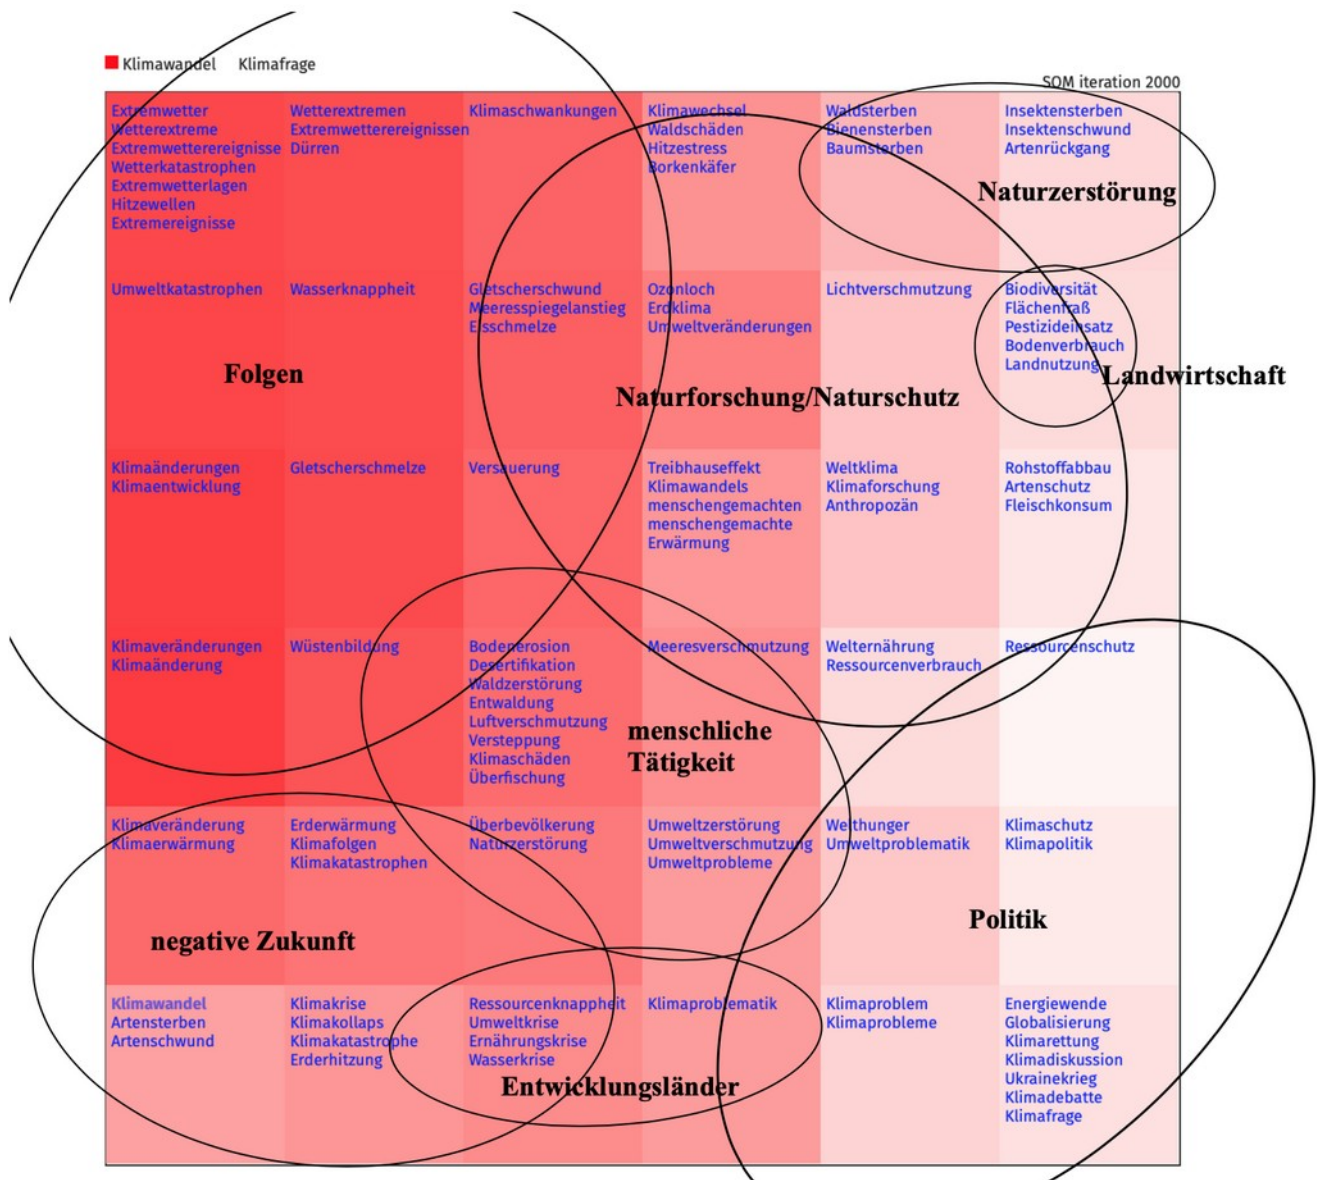 Klimawandel Klimafrage
SOM iteration 2000
Extremwetter
Wetterextreme
Extremwetterereignisse
Wetterkatastrophen
Extremwetterlagen
Hitzewellen
Extremereignisse
Wetterextremen
Extremwetterereignissen
Dürren
Klimaschwankungen
Klimawechsel
Waldschäden
Hitzestress
Borkenkäfer
Waldsterben
Bienensterben
Baumsterben
Insektensterben
Insektenschwund
Artenrückgang
Naturzerstörung
Umweltkatastrophen
Wasserknappheit
Gletscherschwund
Meeresspiegelanstieg
Eisschmelze
Ozonloch
Erdklima
Umweltveränderungen
Lichtverschmutzung
Biodiversität
Flächenfraß
Pestizideinsatz
Bodenverbrauch
Landnutzung
Folgen
Naturforschung/Naturschutz
Landwirtschaft
Klimaänderungen
Klimaentwicklung
Gletscherschmelze
Versauerung
Treibhauseffekt
Klimawandels
menschengemachten
menschengemachte
Erwärmung
Weltklima
Klimaforschung
Anthropozän
Rohstoffabbau
Artenschutz
Fleischkonsum
Klimaveränderungen
Klimaänderung
Wüstenbildung
Bodenerosion
Desertifikation
Waldzerstörung
Entwaldung
Luftverschmutzung
Versteppung
Klimaschäden
Überfischung
Meeresverschmutzung
Welternährung
Ressourcenverbrauch
Ressourcenschutz
menschliche
Tätigkeit
Klimaveränderung
Klimaerwärmung
Erderwärmung
Klimafolgen
Klimakatastrophen
Überbevölkerung
Naturzerstörung
Umweltzerstörung
Umweltverschmutzung
Umweltprobleme
Welthunger
Umweltproblematik
Klimaschutz
Klimapolitik
negative Zukunft
Politik
Klimawandel
Artensterben
Artenschwund
Klimakrise
Klimakollaps
Klimakatastrophe
Erderhitzung
Ressourcenknappheit
Umweltkrise
Ernährungskrise
Wasserkrise
Klimaproblematik
Klimaproblem
Klimaprobleme
Energiewende
Globalisierung
Klimarettung
Klimadiskussion
Ukrainekrieg
Klimadebatte
Klimafrage
Entwicklungsländer